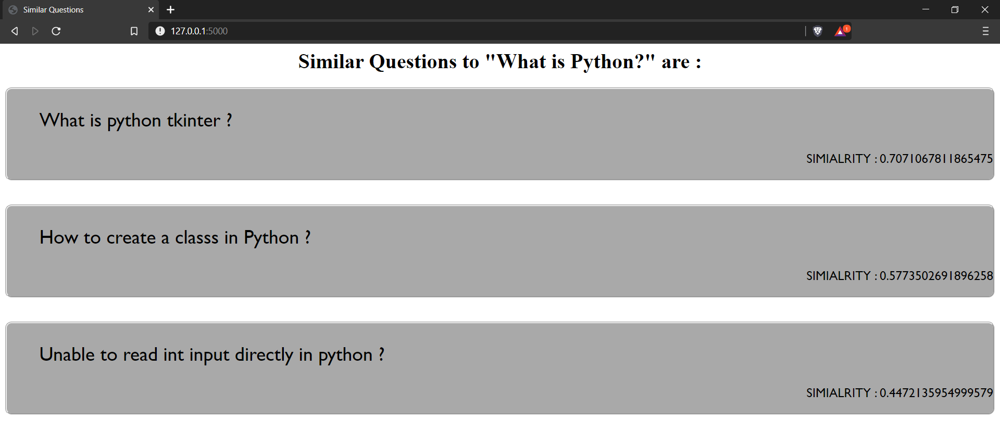 Similar Questions
127.0.0.1:5000
1
Similar Questions to "What is Python?" are :
What is python tkinter ?
SIMIALRITY : 0.7071067811865475
How to create a classs in Python ?
SIMIALRITY : 0.5773502691896258
Unable to read int input directly in python ?
SIMIALRITY : 0.4472135954999579